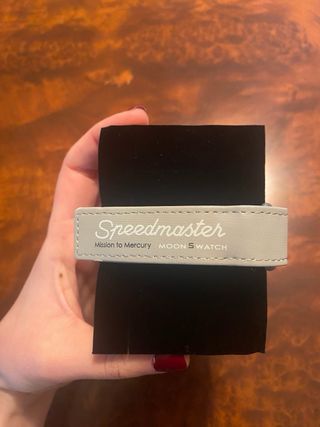 Speedmaster
Mission to Mercury MOONSWATCH